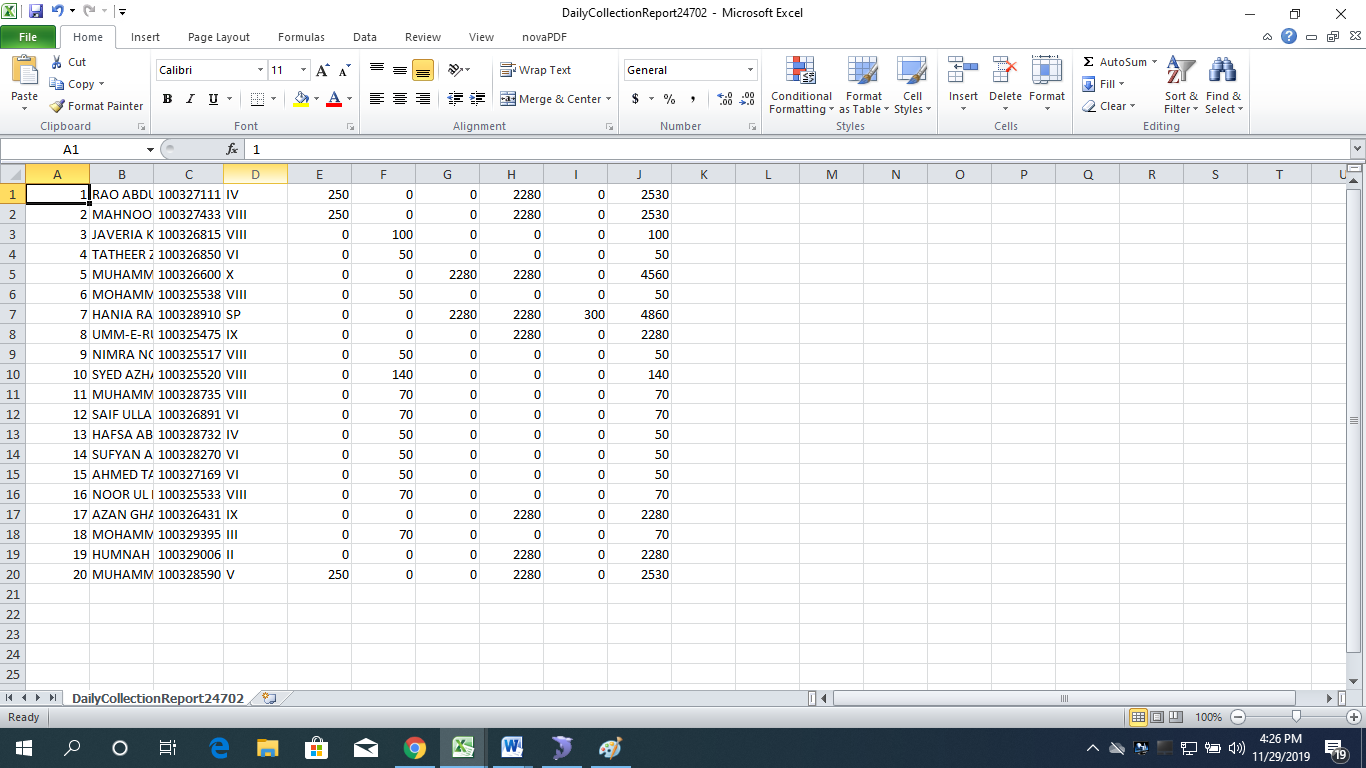 DailyCollectionReport24702 - Microsoft Excel
File Home Insert Page Layout Formulas Data Review View novaPDF
Paste Cut Copy Format Painter Clipboard
Calibri 11 A A B I U A Font
Wrap Text Merge & Center Alignment
General $ % , .0 .00 .00 .0 Number
Conditional Formatting Format as Table Cell Styles Styles
Insert Delete Format Cells
Σ AutoSum Fill Clear Sort & Filter Find & Select Editing
A1 fx 1
A B C D E F G H I J K L M N O P Q R S T U
1 1 RAO ABDU 100327111 IV 250 0 0 2280 0 2530
2 2 MAHNOO 100327433 VIII 250 0 0 2280 0 2530
3 3 JAVERIA K 100326815 VIII 0 100 0 0 0 100
4 4 TATHEER Z 100326850 VI 0 50 0 0 0 50
5 5 MUHAMM 100326600 X 0 0 2280 2280 0 4560
6 6 MOHAMM 100325538 VIII 0 50 0 0 0 50
7 7 HANIA RA 100328910 SP 0 0 2280 2280 300 4860
8 8 UMM-E-RU 100325475 IX 0 0 0 2280 0 2280
9 9 NIMRA NO 100325517 VIII 0 50 0 0 0 50
10 10 SYED AZHA 100325520 VIII 0 140 0 0 0 140
11 11 MUHAMM 100328735 VIII 0 70 0 0 0 70
12 12 SAIF ULLA 100326891 VI 0 70 0 0 0 70
13 13 HAFSA AB 100328732 IV 0 50 0 0 0 50
14 14 SUFYAN A 100328270 VI 0 50 0 0 0 50
15 15 AHMED TA 100327169 VI 0 50 0 0 0 50
16 16 NOOR UL 100325533 VIII 0 70 0 0 0 70
17 17 AZAN GHA 100326431 IX 0 0 0 2280 0 2280
18 18 MOHAMM 100329395 III 0 70 0 0 0 70
19 19 HUMNAH 100329006 II 0 0 0 2280 0 2280
20 20 MUHAMM 100328590 V 250 0 0 2280 0 2530
21
22
23
24
25
DailyCollectionReport24702
Ready 100%
4:26 PM
11/29/2019 19